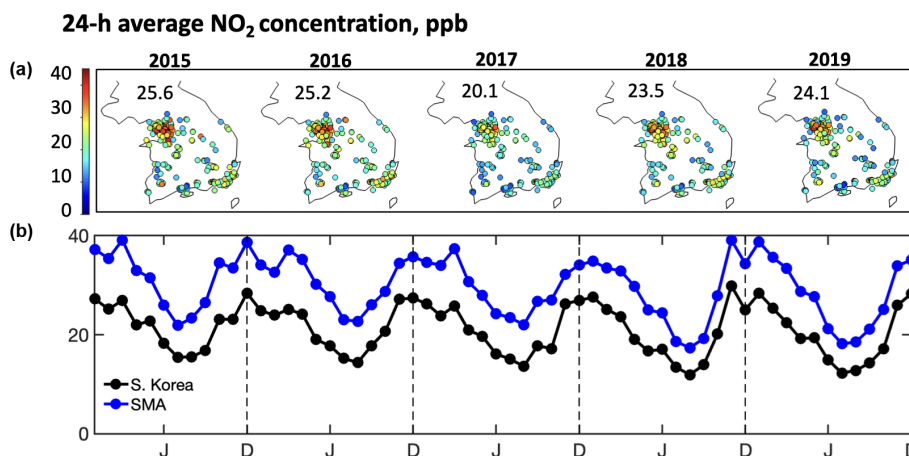 24-h average NO2 concentration, ppb
(a)
2015 2016 2017 2018 2019
40
30
20
10
0
25.6 25.2 20.1 23.5 24.1
(b)
40
20
0
S. Korea
SMA
J D J D J D J D J D